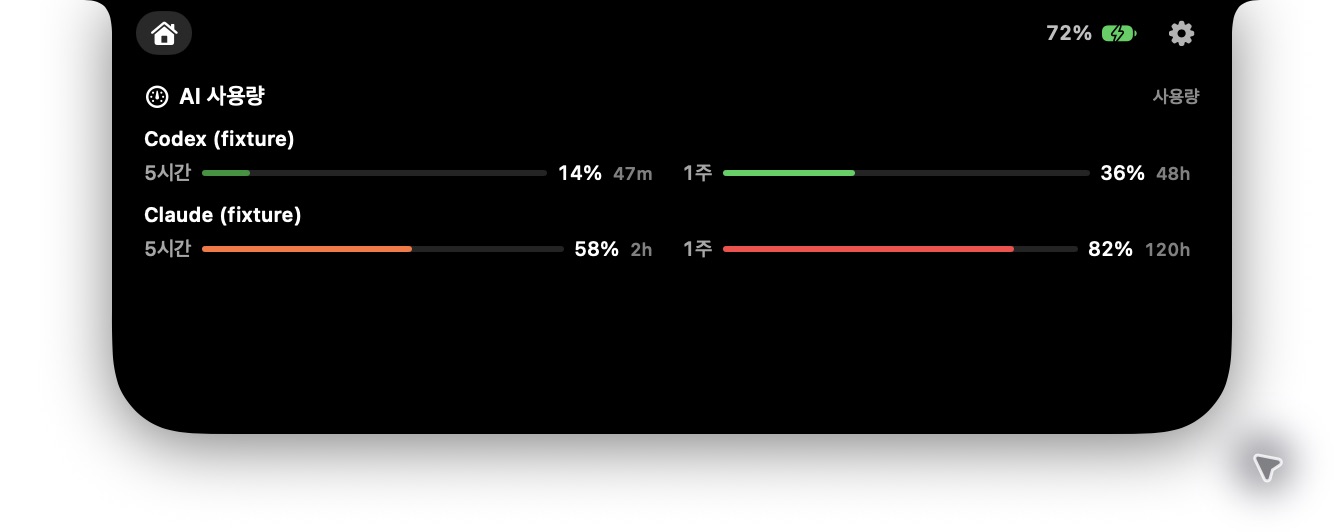 72%
AI 사용량 사용량
Codex (fixture)
5시간 14% 47m 1주 36% 48h
Claude (fixture)
5시간 58% 2h 1주 82% 120h